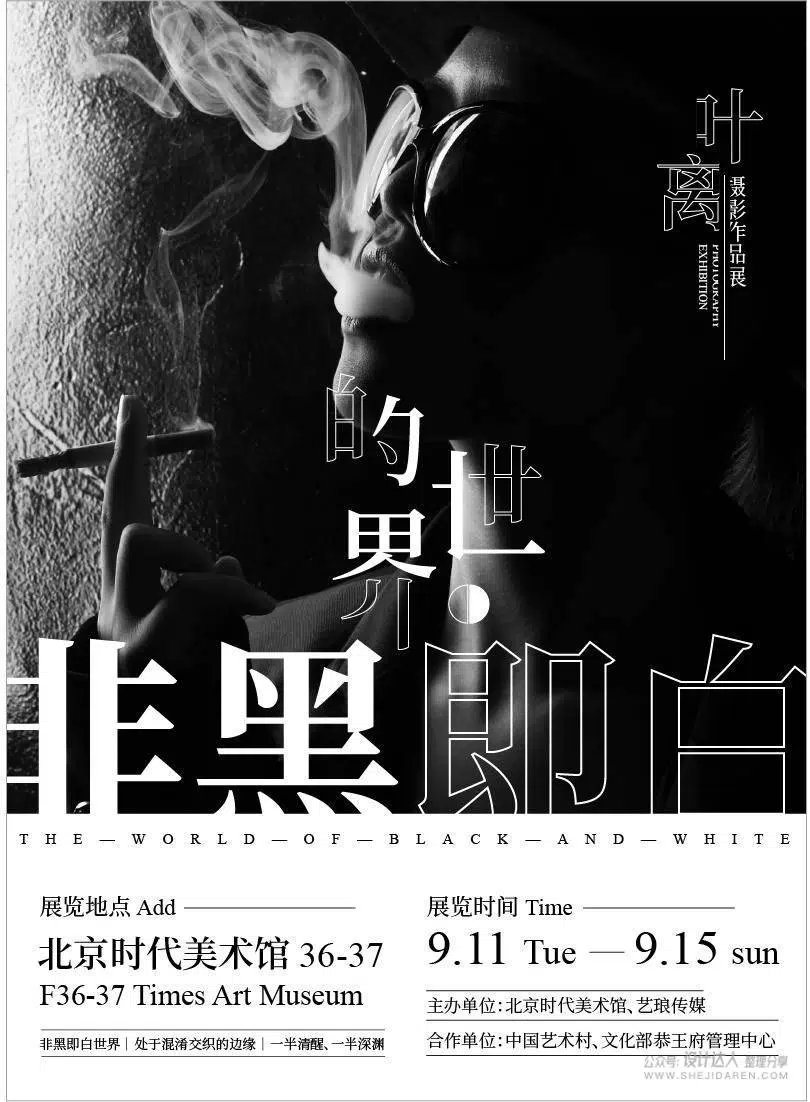 叶离
摄影作品展
PHOTOGRAPHY
EXHIBITION
的世界
非黑即白
THE—WORLD—OF—BLACK—AND—WHITE
展览地点 Add
北京时代美术馆 36-37
F36-37 Times Art Museum
非黑即白世界｜处于混淆交织的边缘｜一半清醒、一半深渊
展览时间 Time
9.11 Tue — 9.15 sun
主办单位：北京时代美术馆、艺琅传媒
合作单位：中国艺术村、文化部恭王府管理中心
公众号：设计达人 整理分享
WWW.SHEJIDAREN.COM